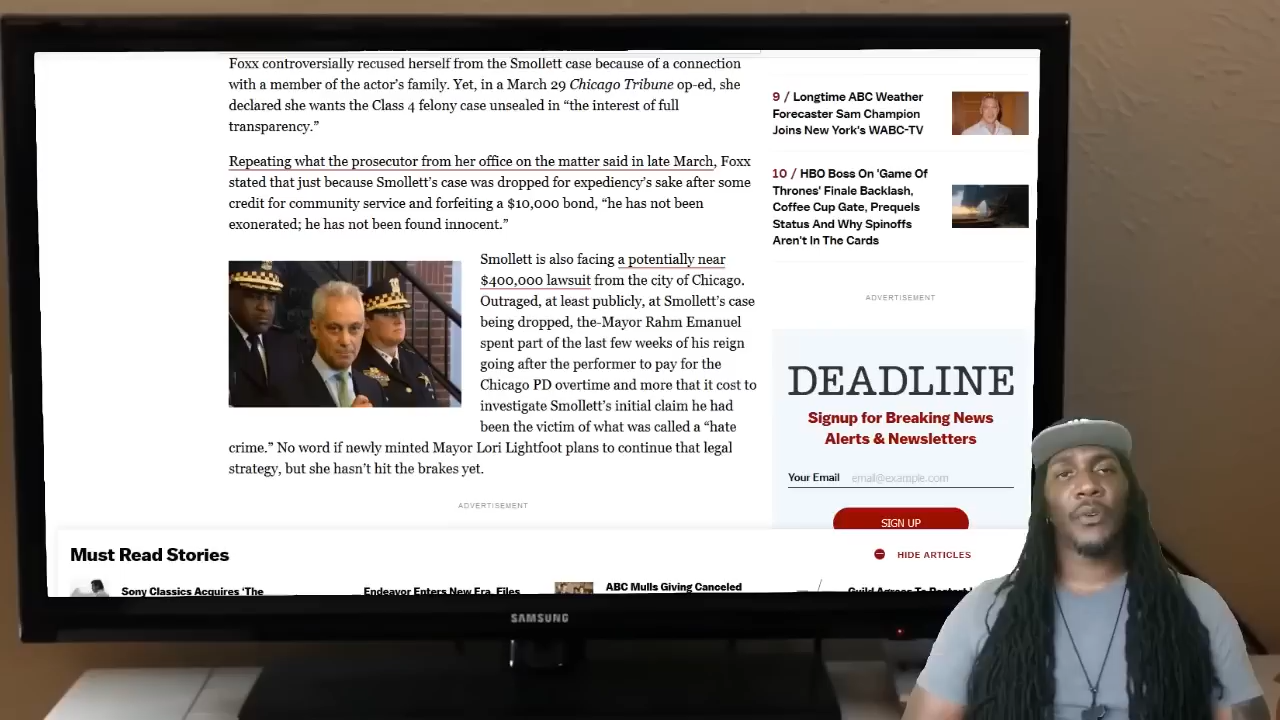 Foxx controversially recused herself from the Smollett case because of a connection
with a member of the actor's family. Yet, in a March 29 Chicago Tribune op-ed, she
declared she wants the Class 4 felony case unsealed in “the interest of full
transparency.”
Repeating what the prosecutor from her office on the matter said in late March, Foxx
stated that just because Smollett's case was dropped for expediency's sake after some
credit for community service and forfeiting a $10,000 bond, “he has not been
exonerated; he has not been found innocent.”
Smollett is also facing a potentially near
$400,000 lawsuit from the city of Chicago.
Outraged, at least publicly, at Smollett's case
being dropped, the-Mayor Rahm Emanuel
spent part of the last few weeks of his reign
going after the performer to pay for the
Chicago PD overtime and more that it cost to
investigate Smollett's initial claim he had
been the victim of what was called a “hate
crime.” No word if newly minted Mayor Lori Lightfoot plans to continue that legal
strategy, but she hasn't hit the brakes yet.
ADVERTISEMENT
9 / Longtime ABC Weather
Forecaster Sam Champion
Joins New York's WABC-TV
10 / HBO Boss On 'Game Of
Thrones' Finale Backlash,
Coffee Cup Gate, Prequels
Status And Why Spinoffs
Aren't In The Cards
ADVERTISEMENT
DEADLINE
Signup for Breaking News
Alerts & Newsletters
Your Email email@example.com
SIGN UP
Must Read Stories
HIDE ARTICLES
Sony Classics Acquires 'The
Endeavor Enters New Era, Files
ABC Mulls Giving Canceled
Guild Agrees To
SAMSUNG